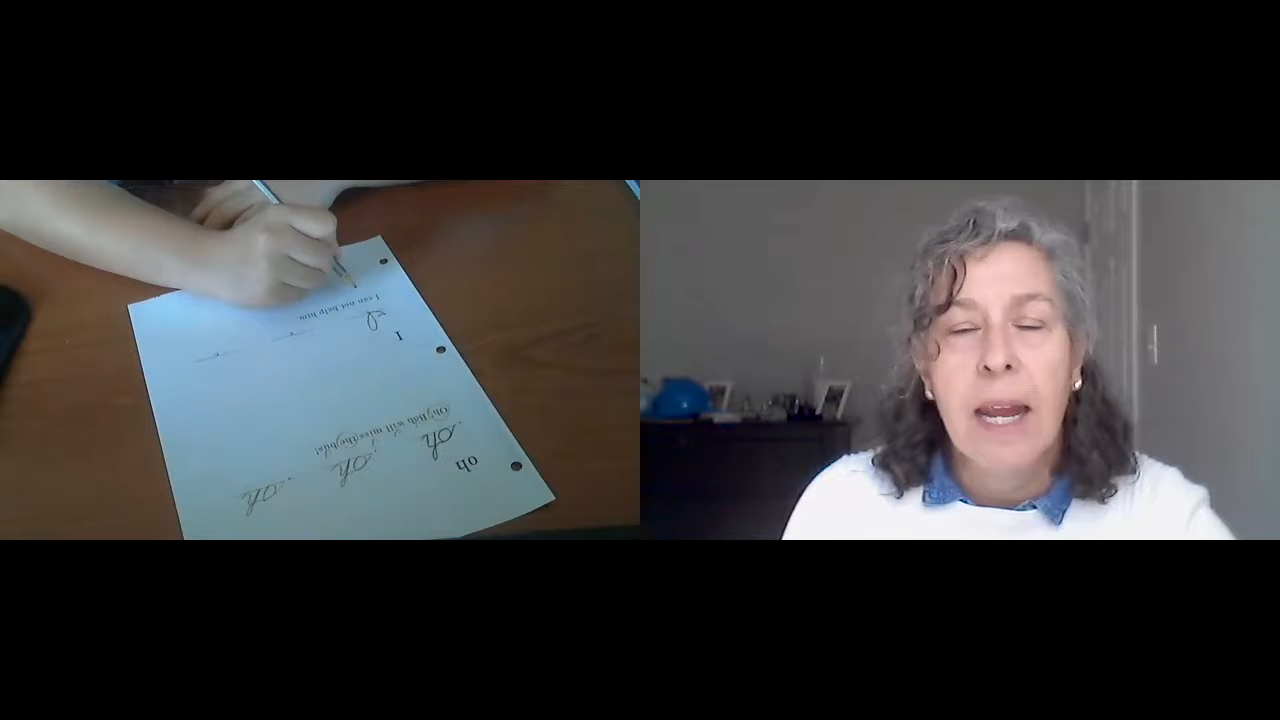 oh
oh oh oh
Oh, Bob will miss the bus!
I
I
I can not help him.